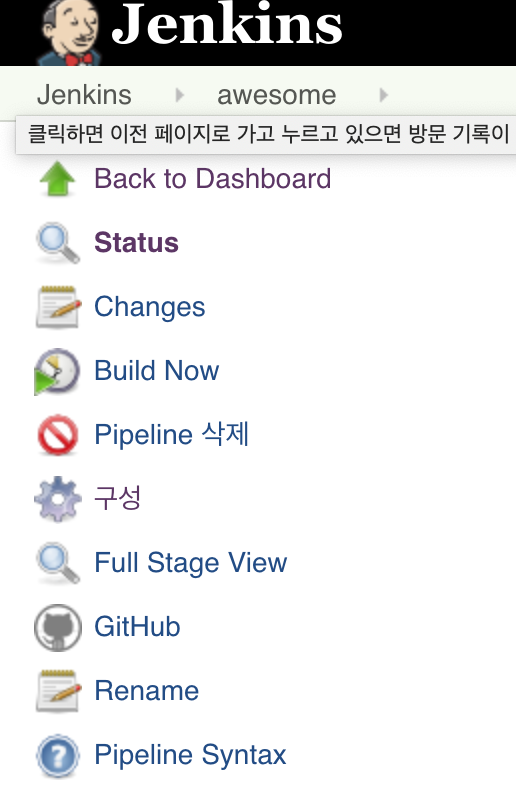 Jenkins
Jenkins awesome
클릭하면 이전 페이지로 가고 누르고 있으면 방문 기록이
Back to Dashboard
Status
Changes
Build Now
Pipeline 삭제
구성
Full Stage View
GitHub
Rename
Pipeline Syntax